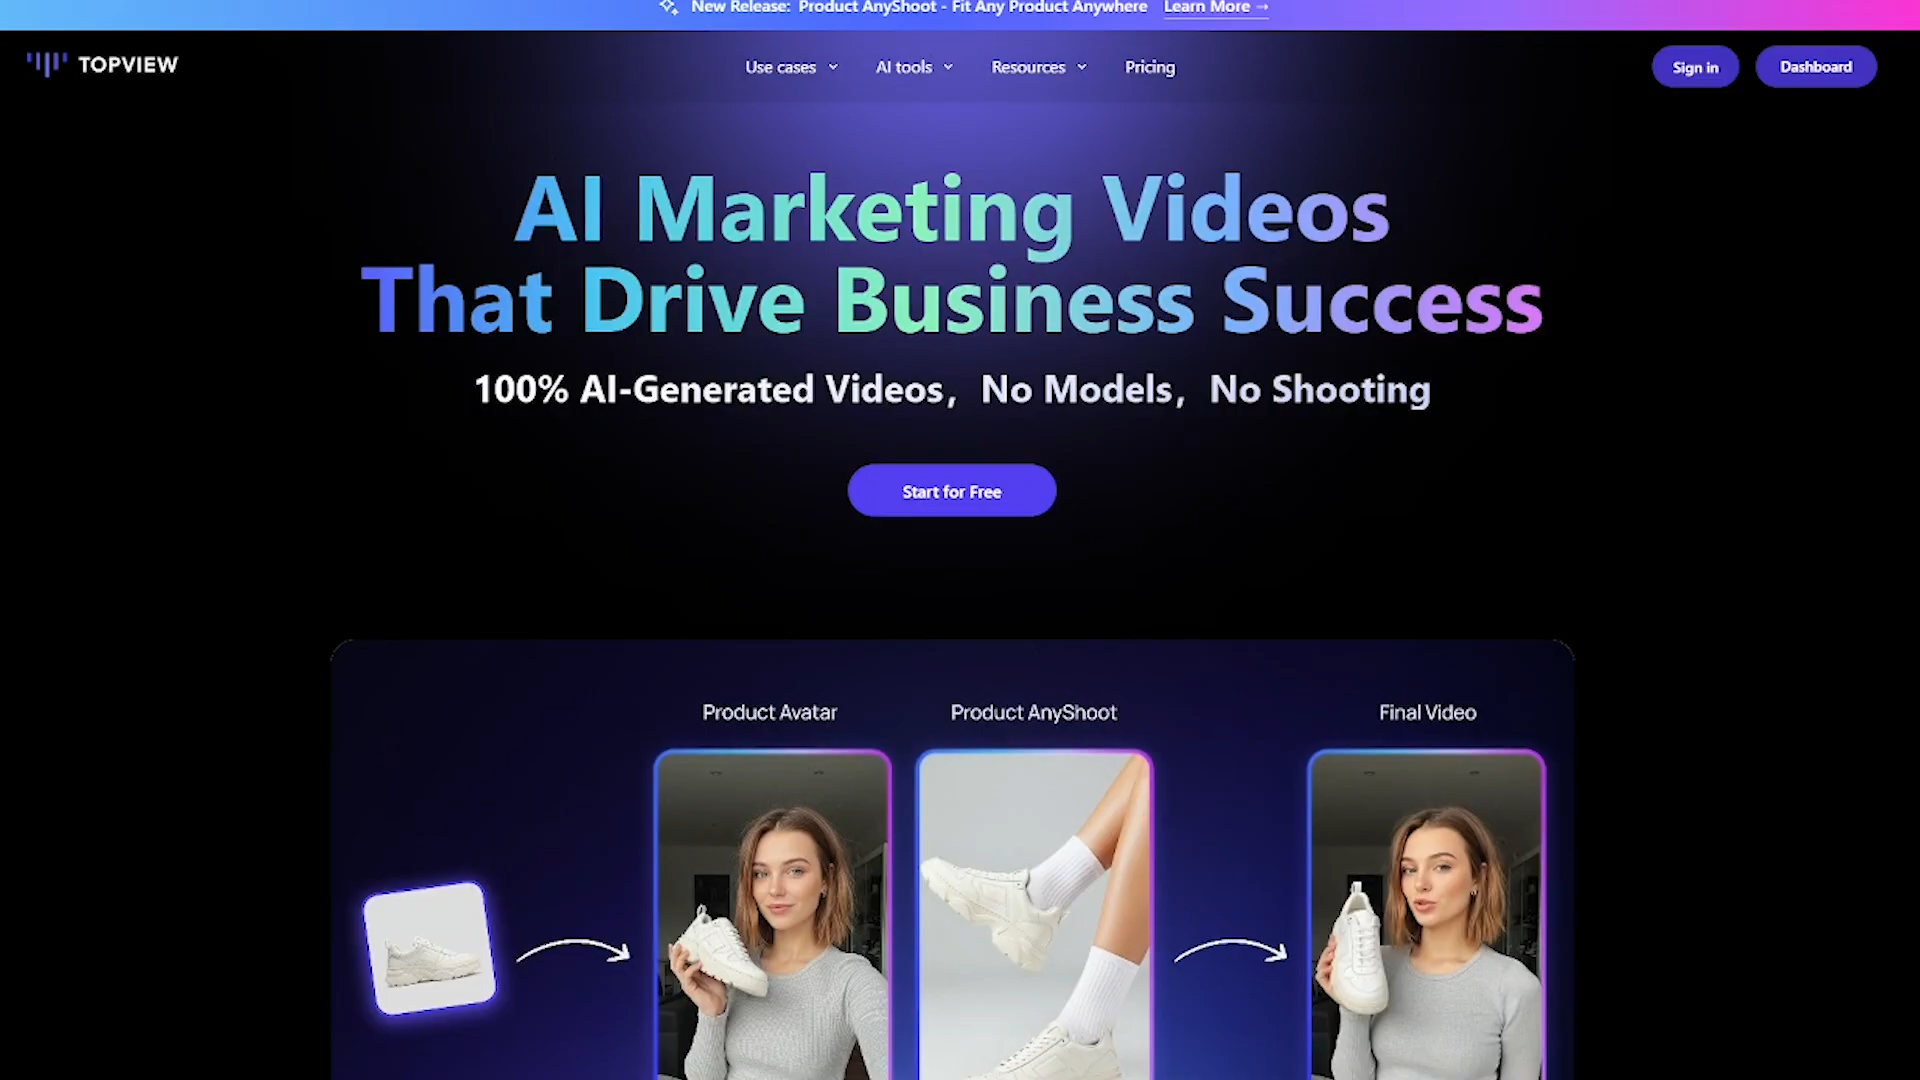 New Release: Product AnyShoot - Fit Any Product Anywhere Learn More →
TOPVIEW
Use cases
AI tools
Resources
Pricing
Sign in
Dashboard
AI Marketing Videos
That Drive Business Success
100% AI-Generated Videos，No Models，No Shooting
Start for Free
Product Avatar
Product AnyShoot
Final Video